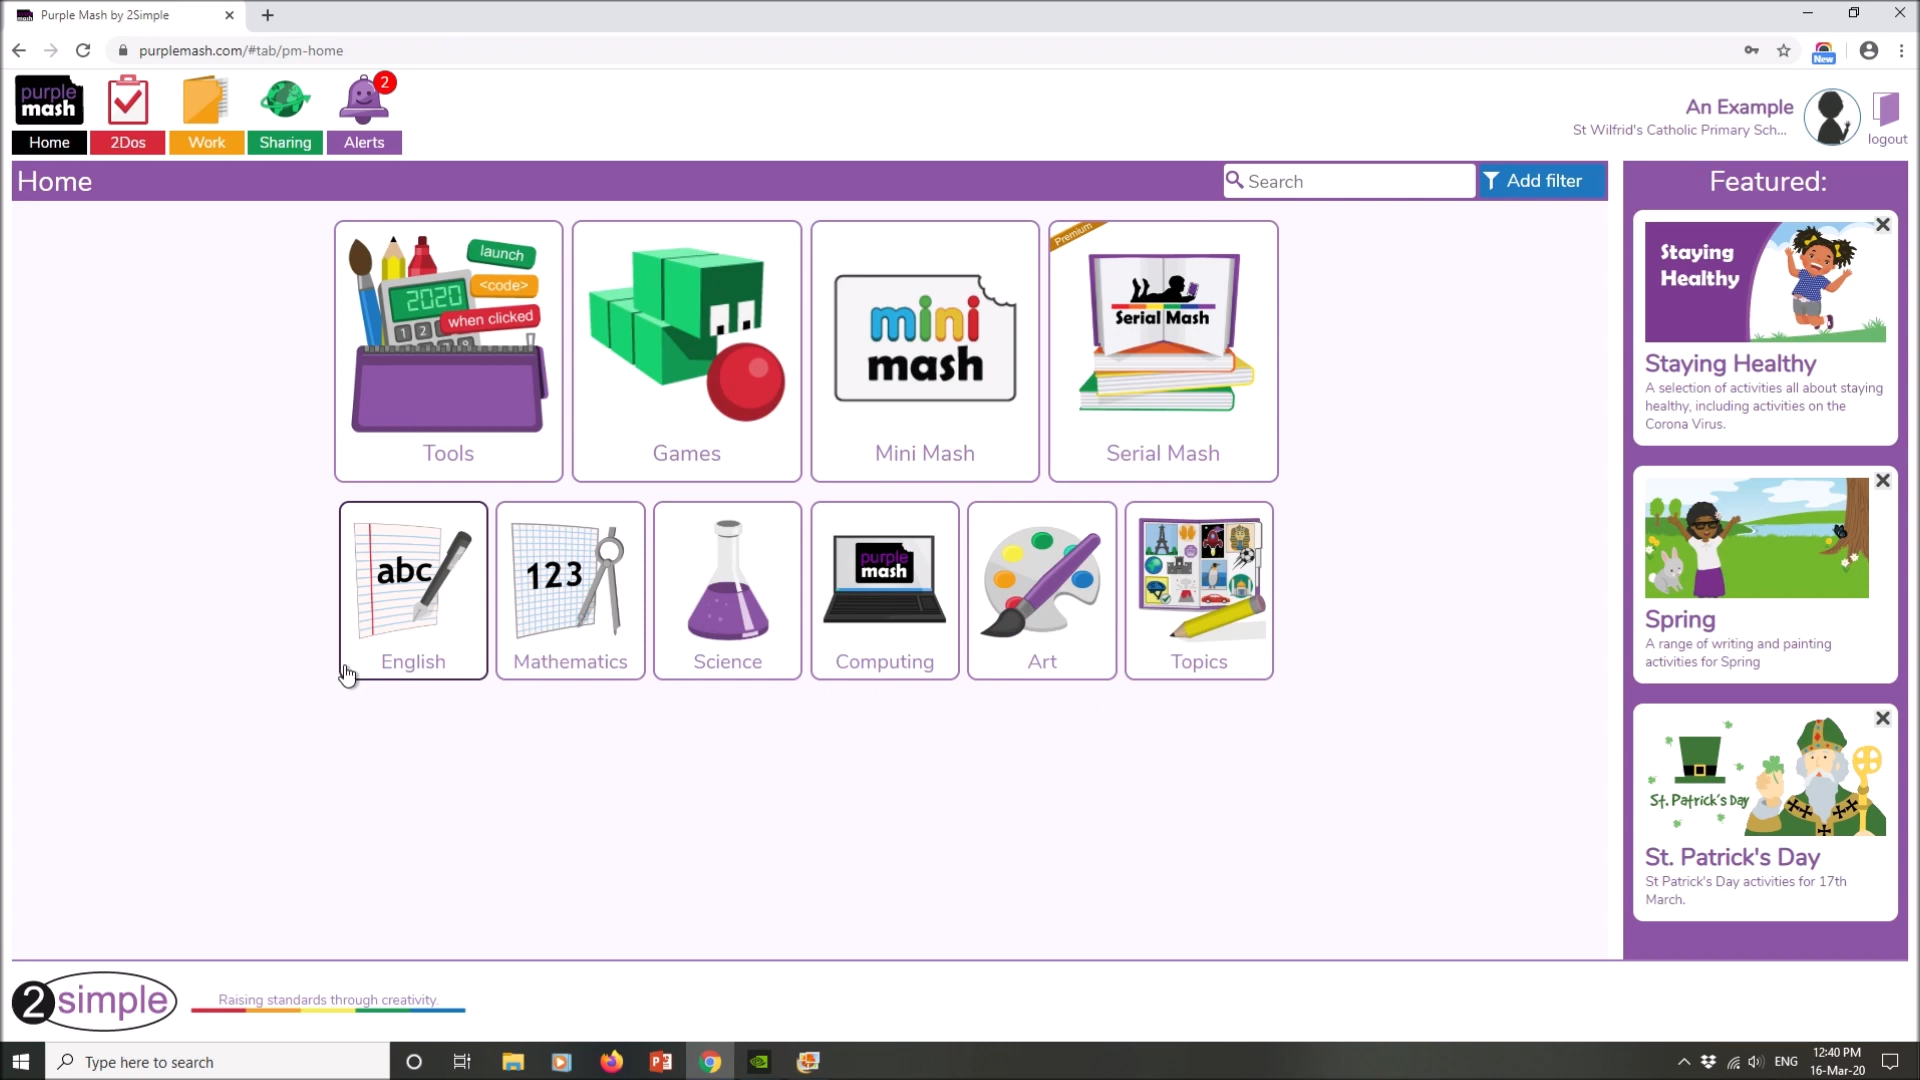 Purple Mash by 2Simple
purplemash.com/#tab/pm-home
New
purple mash
Home
2Dos
Work
Sharing
2
Alerts
An Example
St Wilfrid's Catholic Primary Sch...
logout
Home
Search
Add filter
Featured:
launch
2020
<code>
when clicked
1 2
Tools
Games
mini
mash
Mini Mash
Premium
Serial Mash
Serial Mash
abc
English
123
Mathematics
Science
purple
mash
Computing
Art
Topics
Staying
Healthy
Staying Healthy
A selection of activities all about staying
healthy, including activities on the
Corona Virus.
Spring
A range of writing and painting
activities for Spring
St. Patrick's Day
St. Patrick's Day
St Patrick's Day activities for 17th
March.
2simple
Raising standards through creativity.
Type here to search
ENG
12:40 PM
16-Mar-20